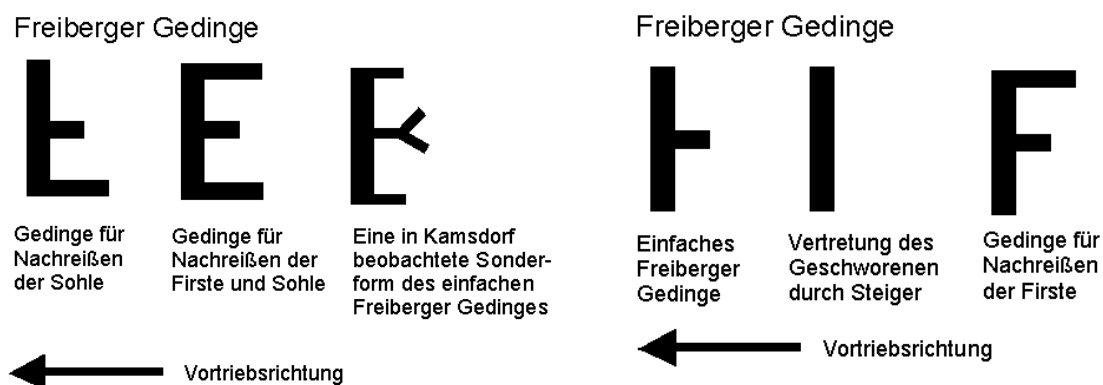 Freiberger Gedinge
Gedinge für
Nachreißen
der Sohle
Gedinge für
Nachreißen der
Firste und Sohle
Eine in Kamsdorf
beobachtete Sonder-
form des einfachen
Freiberger Gedinges
Vortriebsrichtung
Freiberger Gedinge
Einfaches
Freiberger
Gedinge
Vertretung des
Geschworenen
durch Steiger
Gedinge für
Nachreißen
der Firste
Vortriebsrichtung